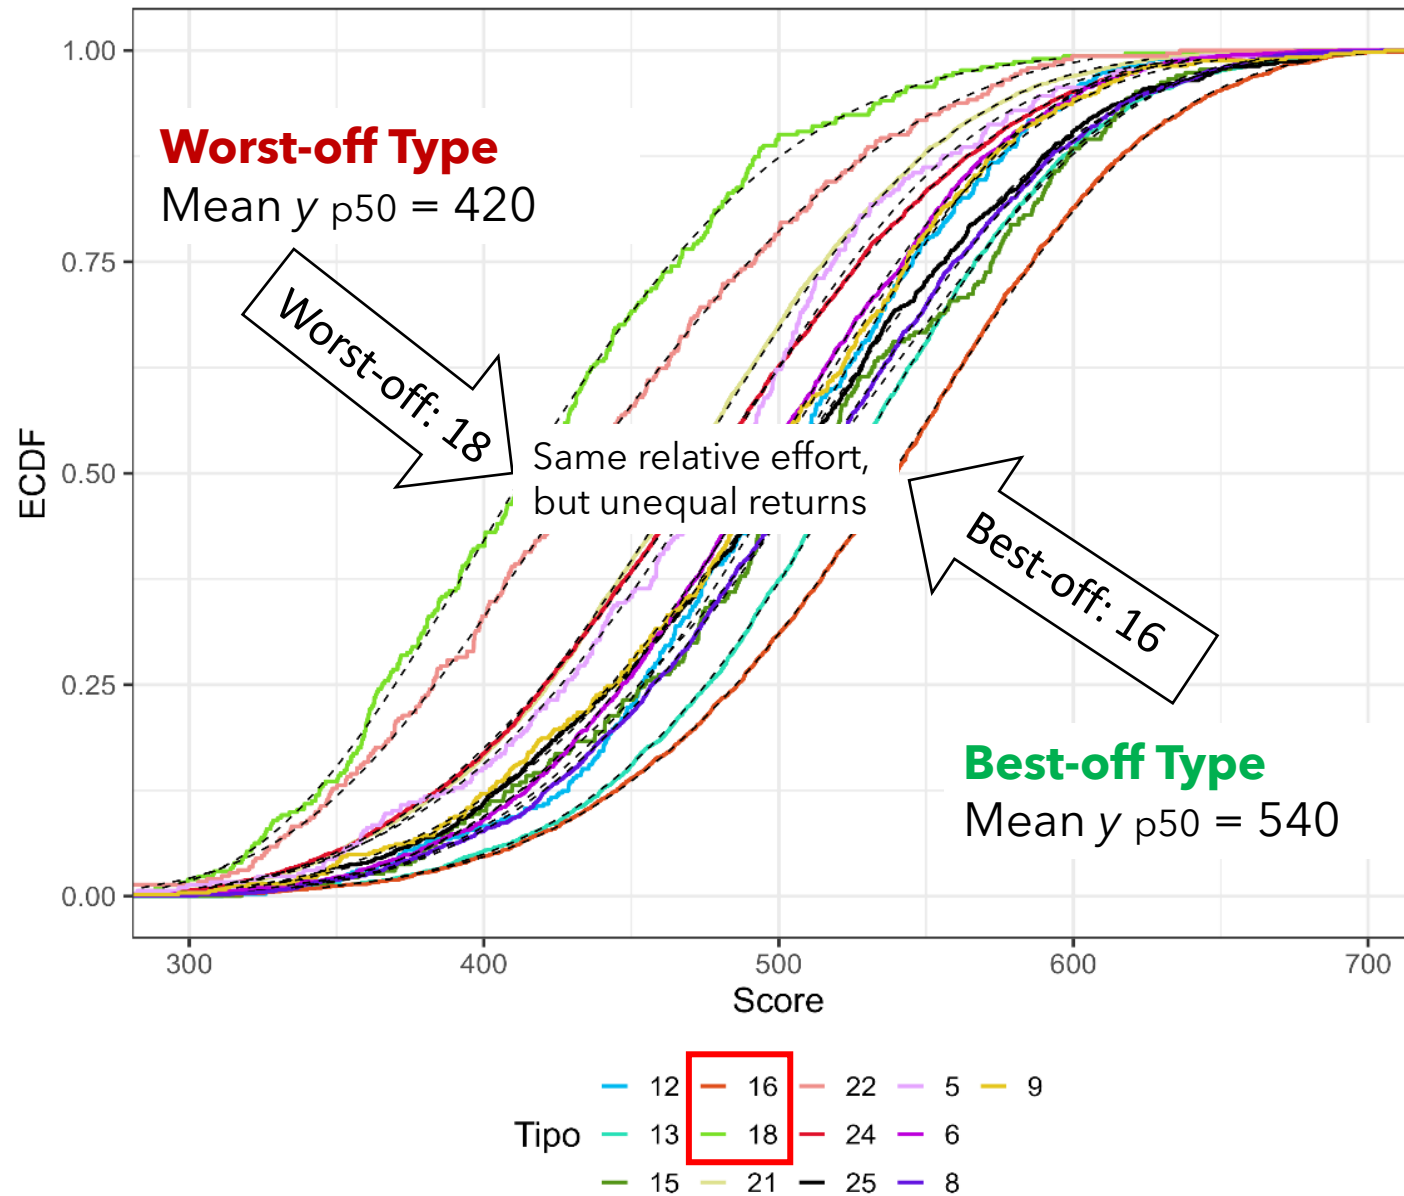 1.00
Worst-off Type
Mean y p50 = 420
0.75
Worst-off: 18
ECDF
0.50
Same relative effort,
but unequal returns
Best-off: 16
0.25
Best-off Type
Mean y p50 = 540
0.00
300 400 500 600 700
Score
Tipo
12 16 22 5 9
13 18 24 6
15 21 25 8